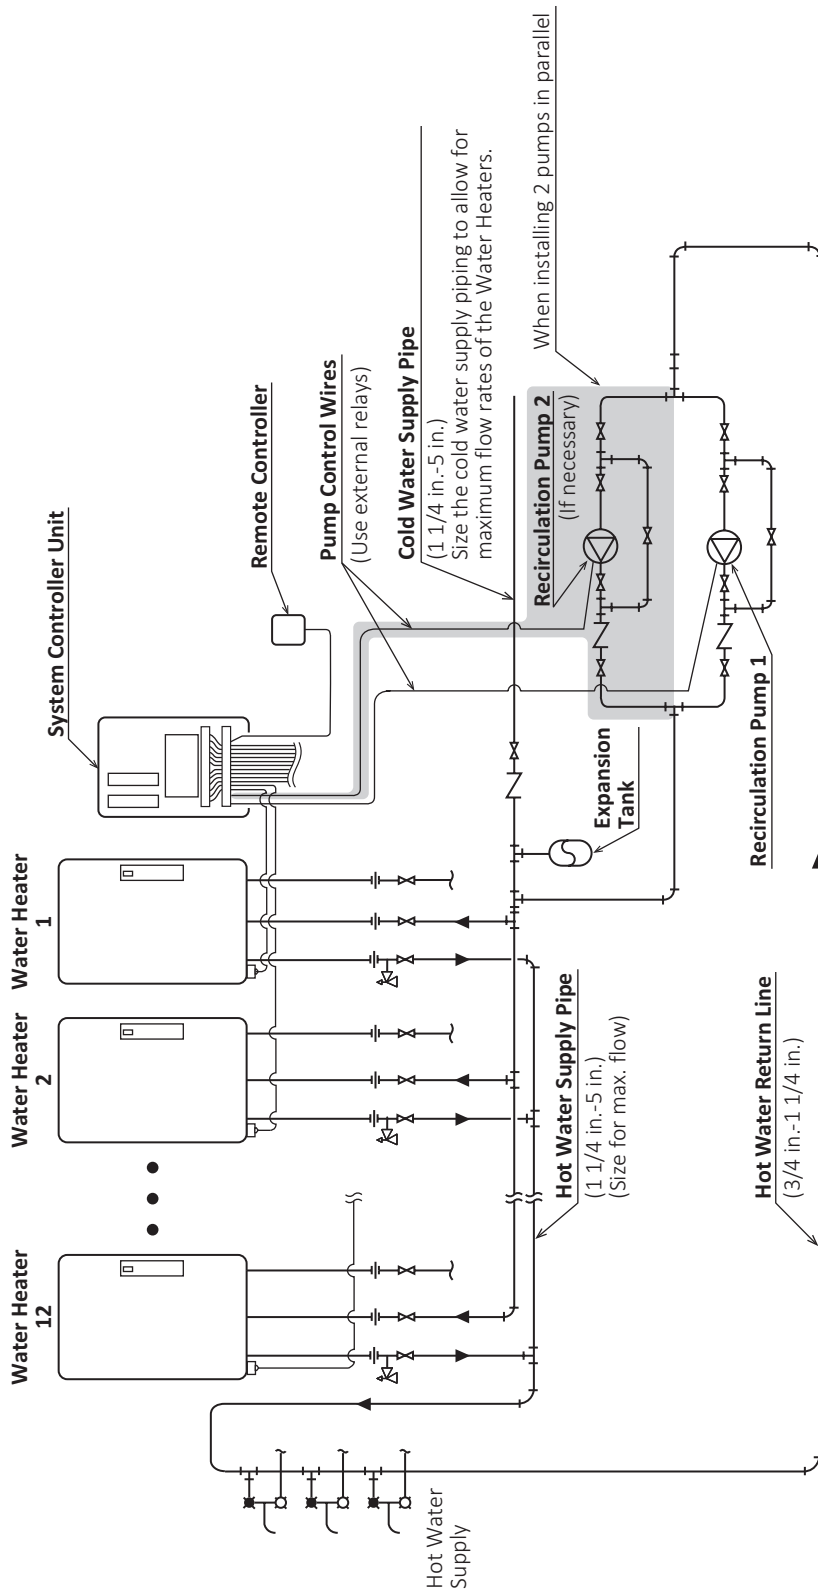 Water Heater
12
Water Heater
2
Water Heater
1
System Controller Unit
Remote Controller
Pump Control Wires
(Use external relays)
Cold Water Supply Pipe
(1 1/4 in.-5 in.)
Size the cold water supply piping to allow for
maximum flow rates of the Water Heaters.
When installing 2 pumps in parallel
Recirculation Pump 2
(If necessary)
Expansion
Tank
Recirculation Pump 1
Hot Water Supply Pipe
(1 1/4 in.-5 in.)
(Size for max. flow)
Hot Water Return Line
(3/4 in.-1 1/4 in.)
Hot Water
Supply